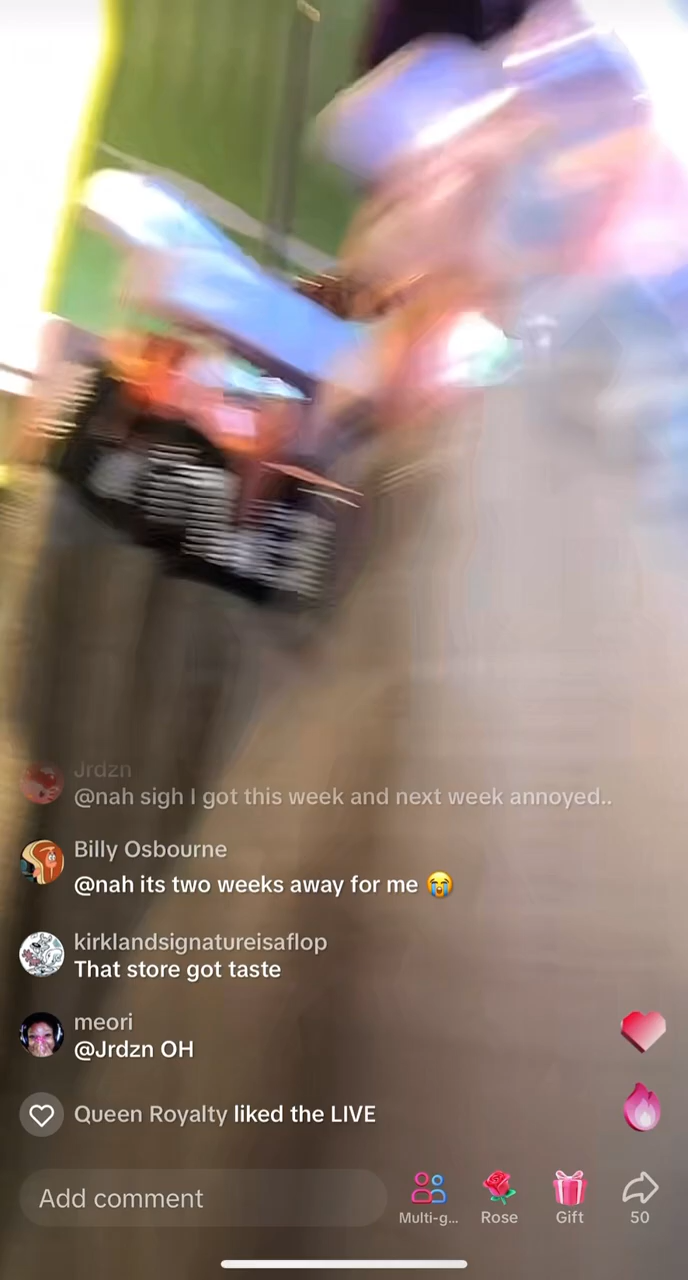 Jrdzn
@nah sigh I got this week and next week annoyed..
Billy Osbourne
@nah its two weeks away for me 😭
kirklandsignatureisaflop
That store got taste
meori
@Jrdzn OH
Queen Royalty liked the LIVE
Add comment
Multi-g...
Rose
Gift
50